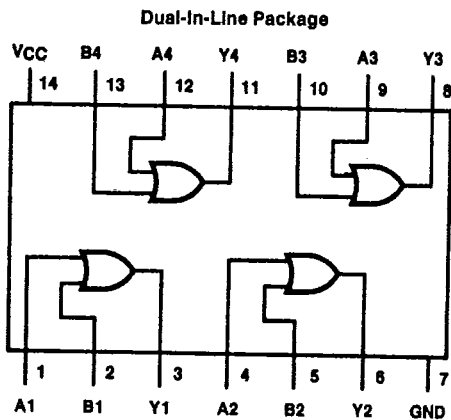 Dual-In-Line Package
VCC B4 A4 Y4 B3 A3 Y3
14 13 12 11 10 9 8
1 2 3 4 5 6 7
A1 B1 Y1 A2 B2 Y2 GND